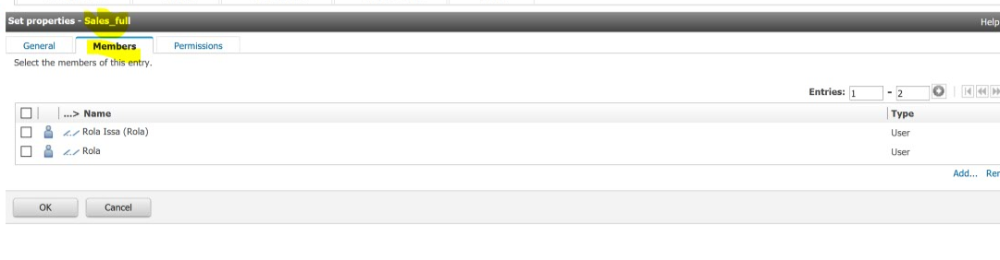 Set properties - Sales_full Help
General Members Permissions
Select the members of this entry.
Entries: 1 - 2
...> Name Type
Rola Issa (Rola) User
Rola User
Add...
OK Cancel